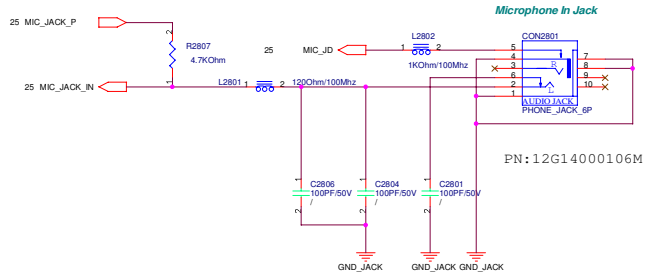 Microphone In Jack
25 MIC_JACK_P
2
R2807
4.7KOhm
1
25
MIC_JD
L2802
1
2
1KOhm/100Mhz
CON2801
5
4
3
6
2
1
R
L
7
8
9
10
AUDIO JACK
PHONE_JACK_6P
25 MIC_JACK_IN
L2801
1
2
120Ohm/100Mhz
PN:12G14000106M
1
C2806
100PF/50V
/
2
1
C2804
100PF/50V
/
2
1
C2801
100PF/50V
/
2
GND_JACK
GND_JACK
GND_JACK